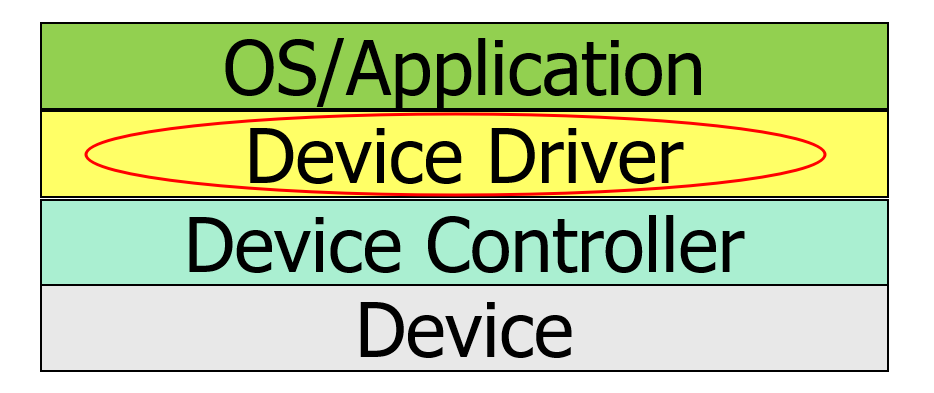 OS/Application
Device Driver
Device Controller
Device